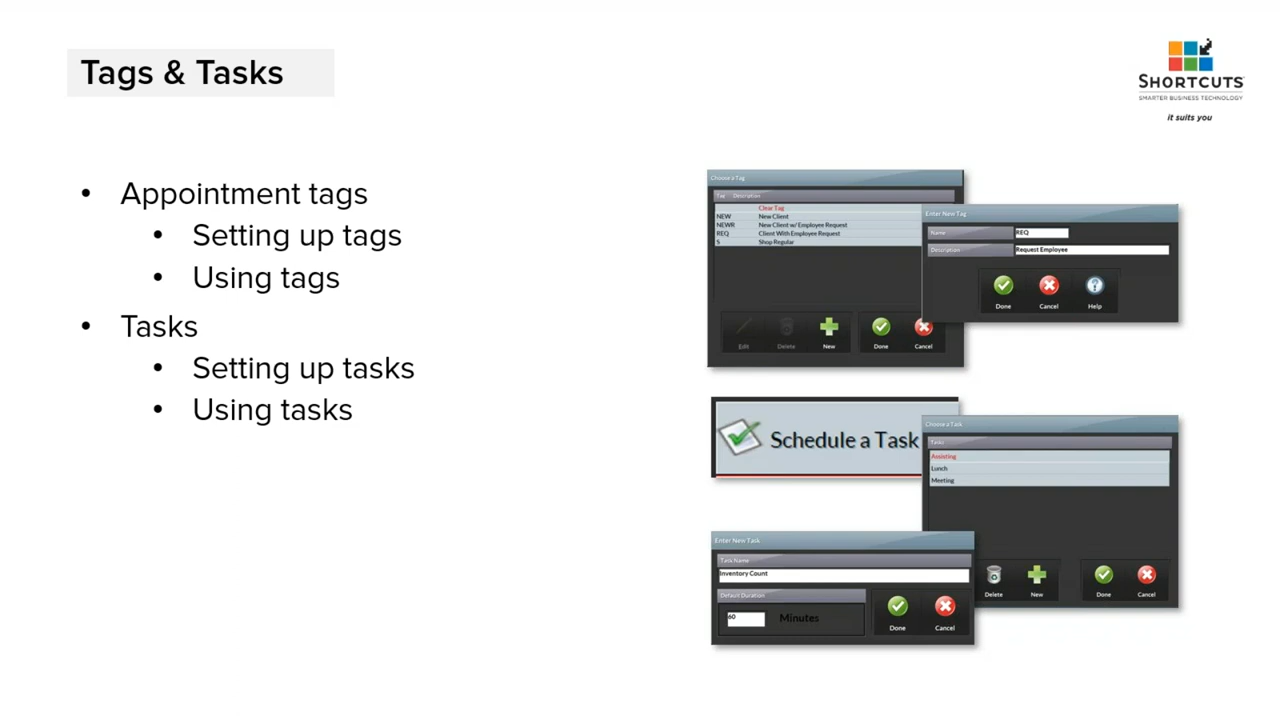 Tags & Tasks
SHORTCUTS
SMARTER BUSINESS TECHNOLOGY
it suits you
• Appointment tags
• Setting up tags
• Using tags
• Tasks
• Setting up tasks
• Using tasks
Choose a Tag
Tag Description
Clear Tag
NEW New Client
NEWR New Client w/ Employee Request
REQ Client With Employee Request
S Shop Regular
Edit Delete New Done Cancel
Enter New Tag
Name REQ
Description Request Employee
Done Cancel Help
Schedule a Task
Choose a Task
Tasks
Assisting
Lunch
Meeting
Delete New Done Cancel
Enter New Task
Task Name
Inventory Count
Default Duration
60 Minutes
Done Cancel